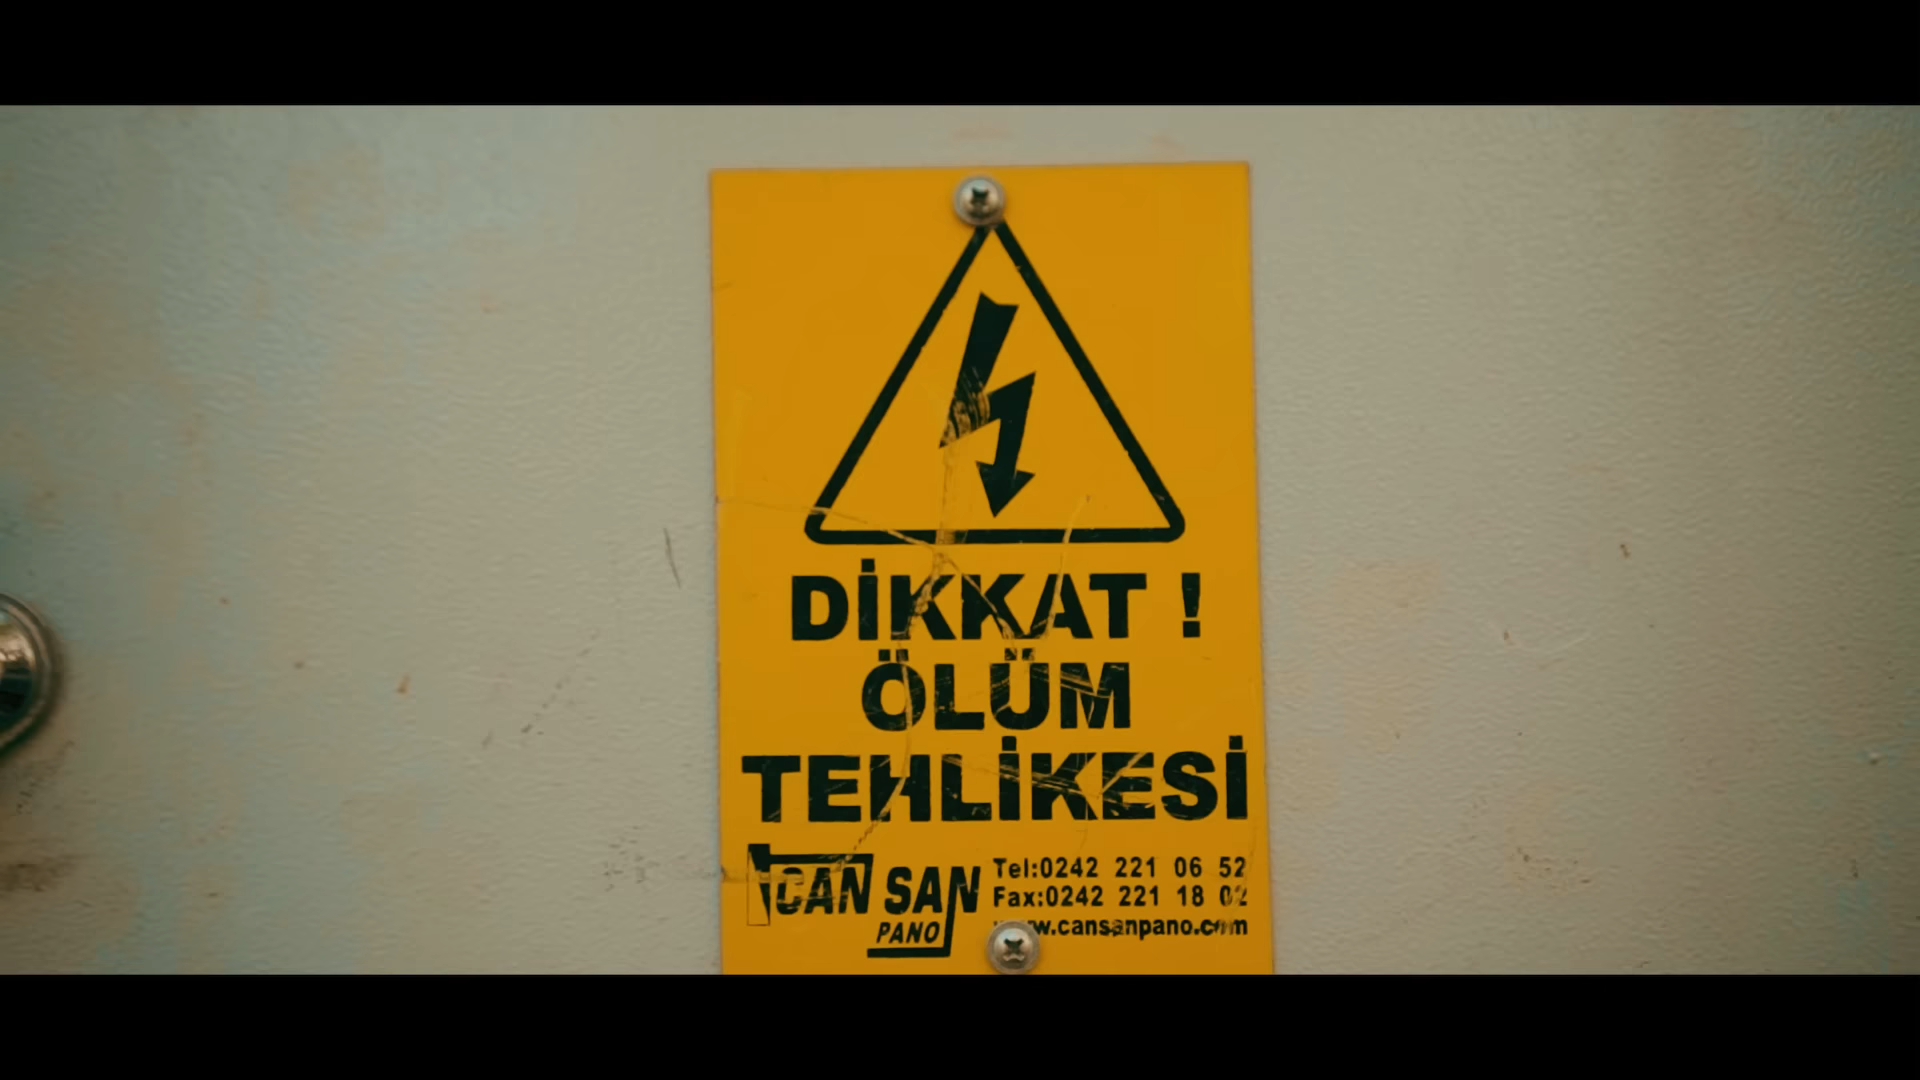 DİKKAT !
ÖLÜM
TEHLİKESİ
CAN SAN
PANO
Tel:0242 221 06 52
Fax:0242 221 18 02
www.cansanpano.com